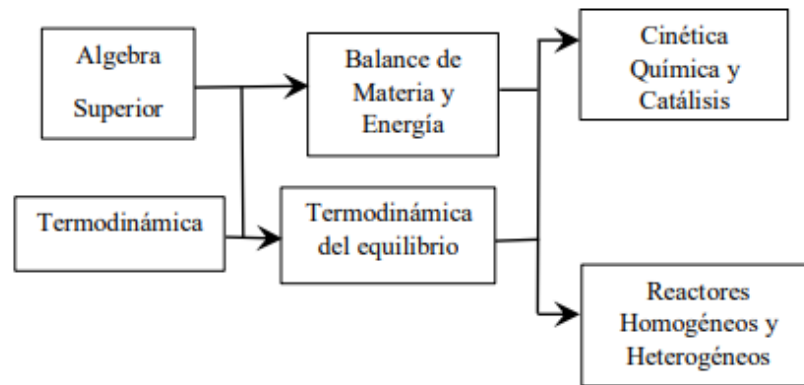 Algebra
Superior
Balance de
Materia y
Energía
Cinética
Química y
Catálisis
Termodinámica
Termodinámica
del equilibrio
Reactores
Homogéneos y
Heterogéneos